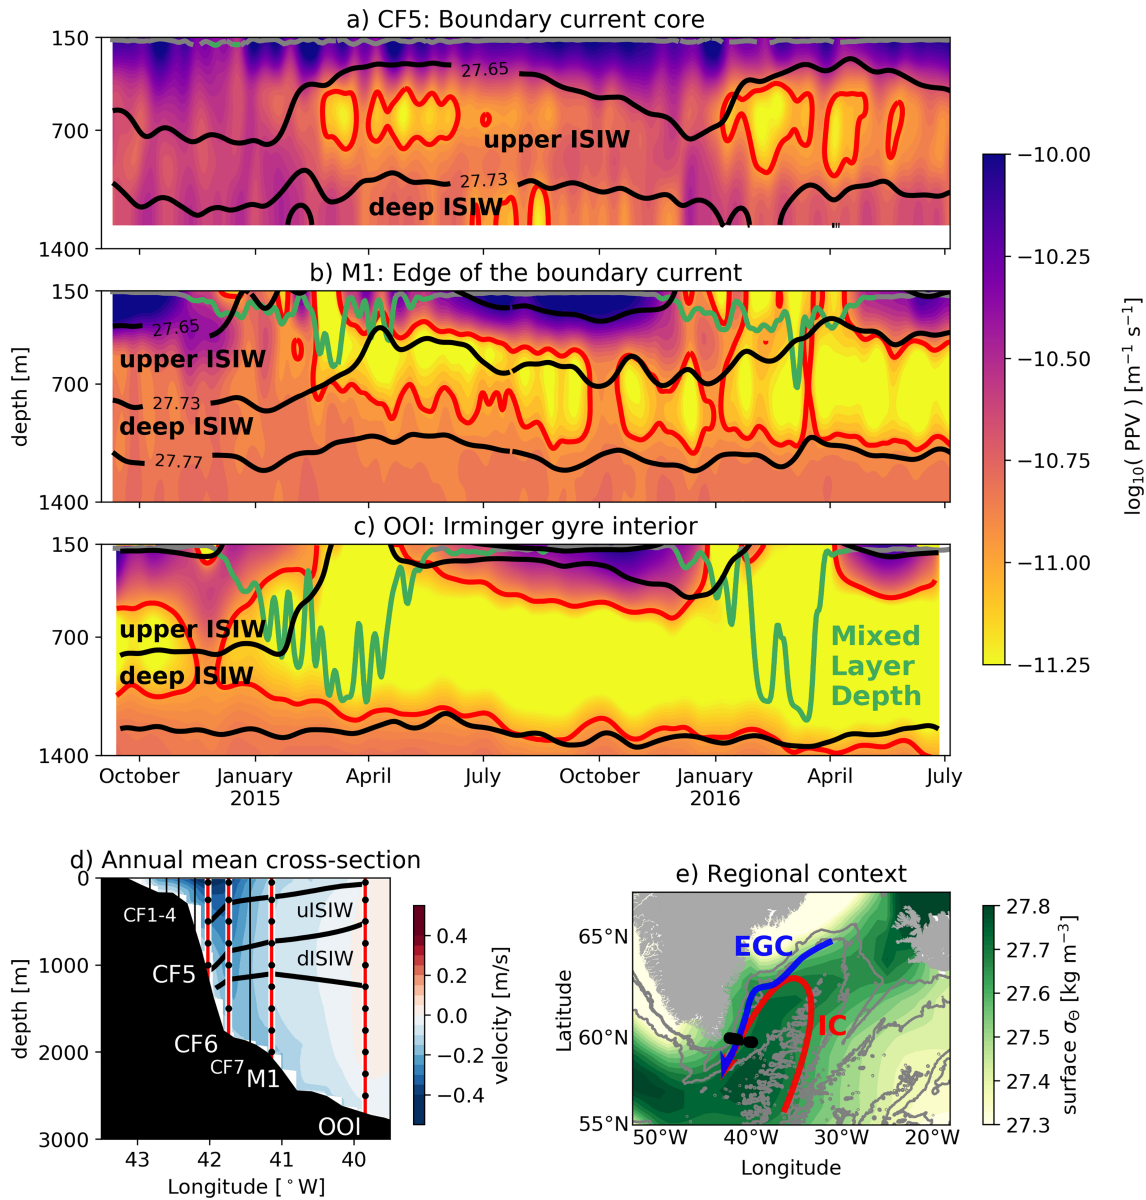 a) CF5: Boundary current core
150
27.65
700
upper ISIW
27.73
deep ISIW
1400
b) M1: Edge of the boundary current
150
27.65
upper ISIW
700
27.73
deep ISIW
27.77
1400
depth [m]
c) OOI: Irminger gyre interior
150
upper ISIW
700
deep ISIW
Mixed
Layer
Depth
1400
October January April July October January April July
2015 2016
−10.00
−10.25
−10.50
−10.75
−11.00
−11.25
log10( PPV ) [m−1 s−1]
d) Annual mean cross-section
0
uISIW
CF1-4
dISIW
1000
CF5
CF6
2000
CF7
M1
OOI
3000
depth [m]
43 42 41 40
Longitude [°W]
0.4
0.2
0.0
−0.2
−0.4
velocity [m/s]
e) Regional context
65°N
EGC
60°N
IC
55°N
Latitude
50°W 40°W 30°W 20°W
Longitude
27.8
27.7
27.6
27.5
27.4
27.3
surface σΘ [kg m−3]